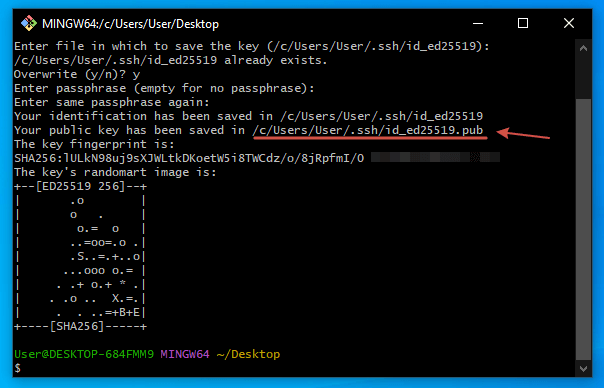 MINGW64:/c/Users/User/Desktop
Enter file in which to save the key (/c/Users/User/.ssh/id_ed25519):
/c/Users/User/.ssh/id_ed25519 already exists.
Overwrite (y/n)? y
Enter passphrase (empty for no passphrase):
Enter same passphrase again:
Your identification has been saved in /c/Users/User/.ssh/id_ed25519
Your public key has been saved in /c/Users/User/.ssh/id_ed25519.pub
The key fingerprint is:
SHA256:lULkN98uj9sXJWLtkDKoetW5i8TWCdz/o/8jRpfmI/O
The key's randomart image is:
+--[ED25519 256]--+
|       .o        |
|       o   .     |
|        o.=  o   |
|       ..=oo=.o .|
|       .S..=.+..o|
|      ...ooo o.= |
|     . .+ o.+ * .|
|    . .o ..  X.=.|
|     .  . ..=+B+E|
+----[SHA256]-----+
User@DESKTOP-684FMM9 MINGW64 ~/Desktop
$